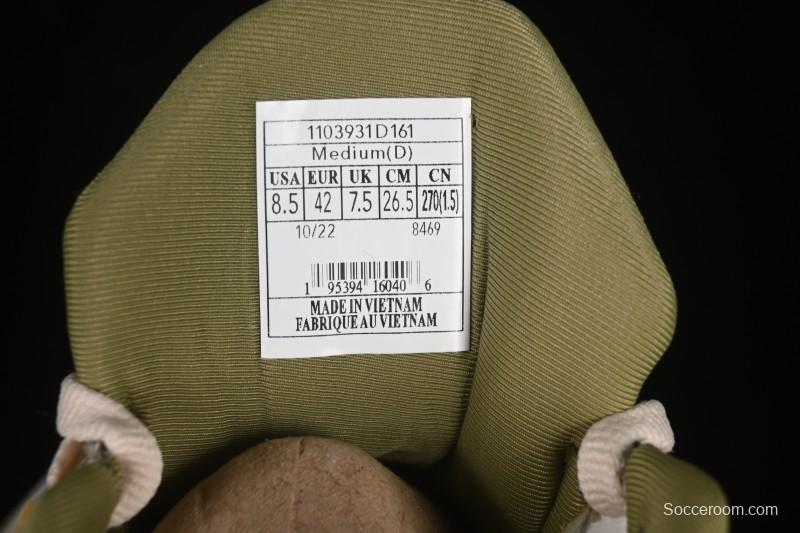 1103931D161
Medium(D)
USA EUR UK CM CN
8.5 42 7.5 26.5 270(1.5)
10/22 8469
1 95394 16040 6
MADE IN VIETNAM
FABRIQUE AU VIETNAM
Socceroom.com